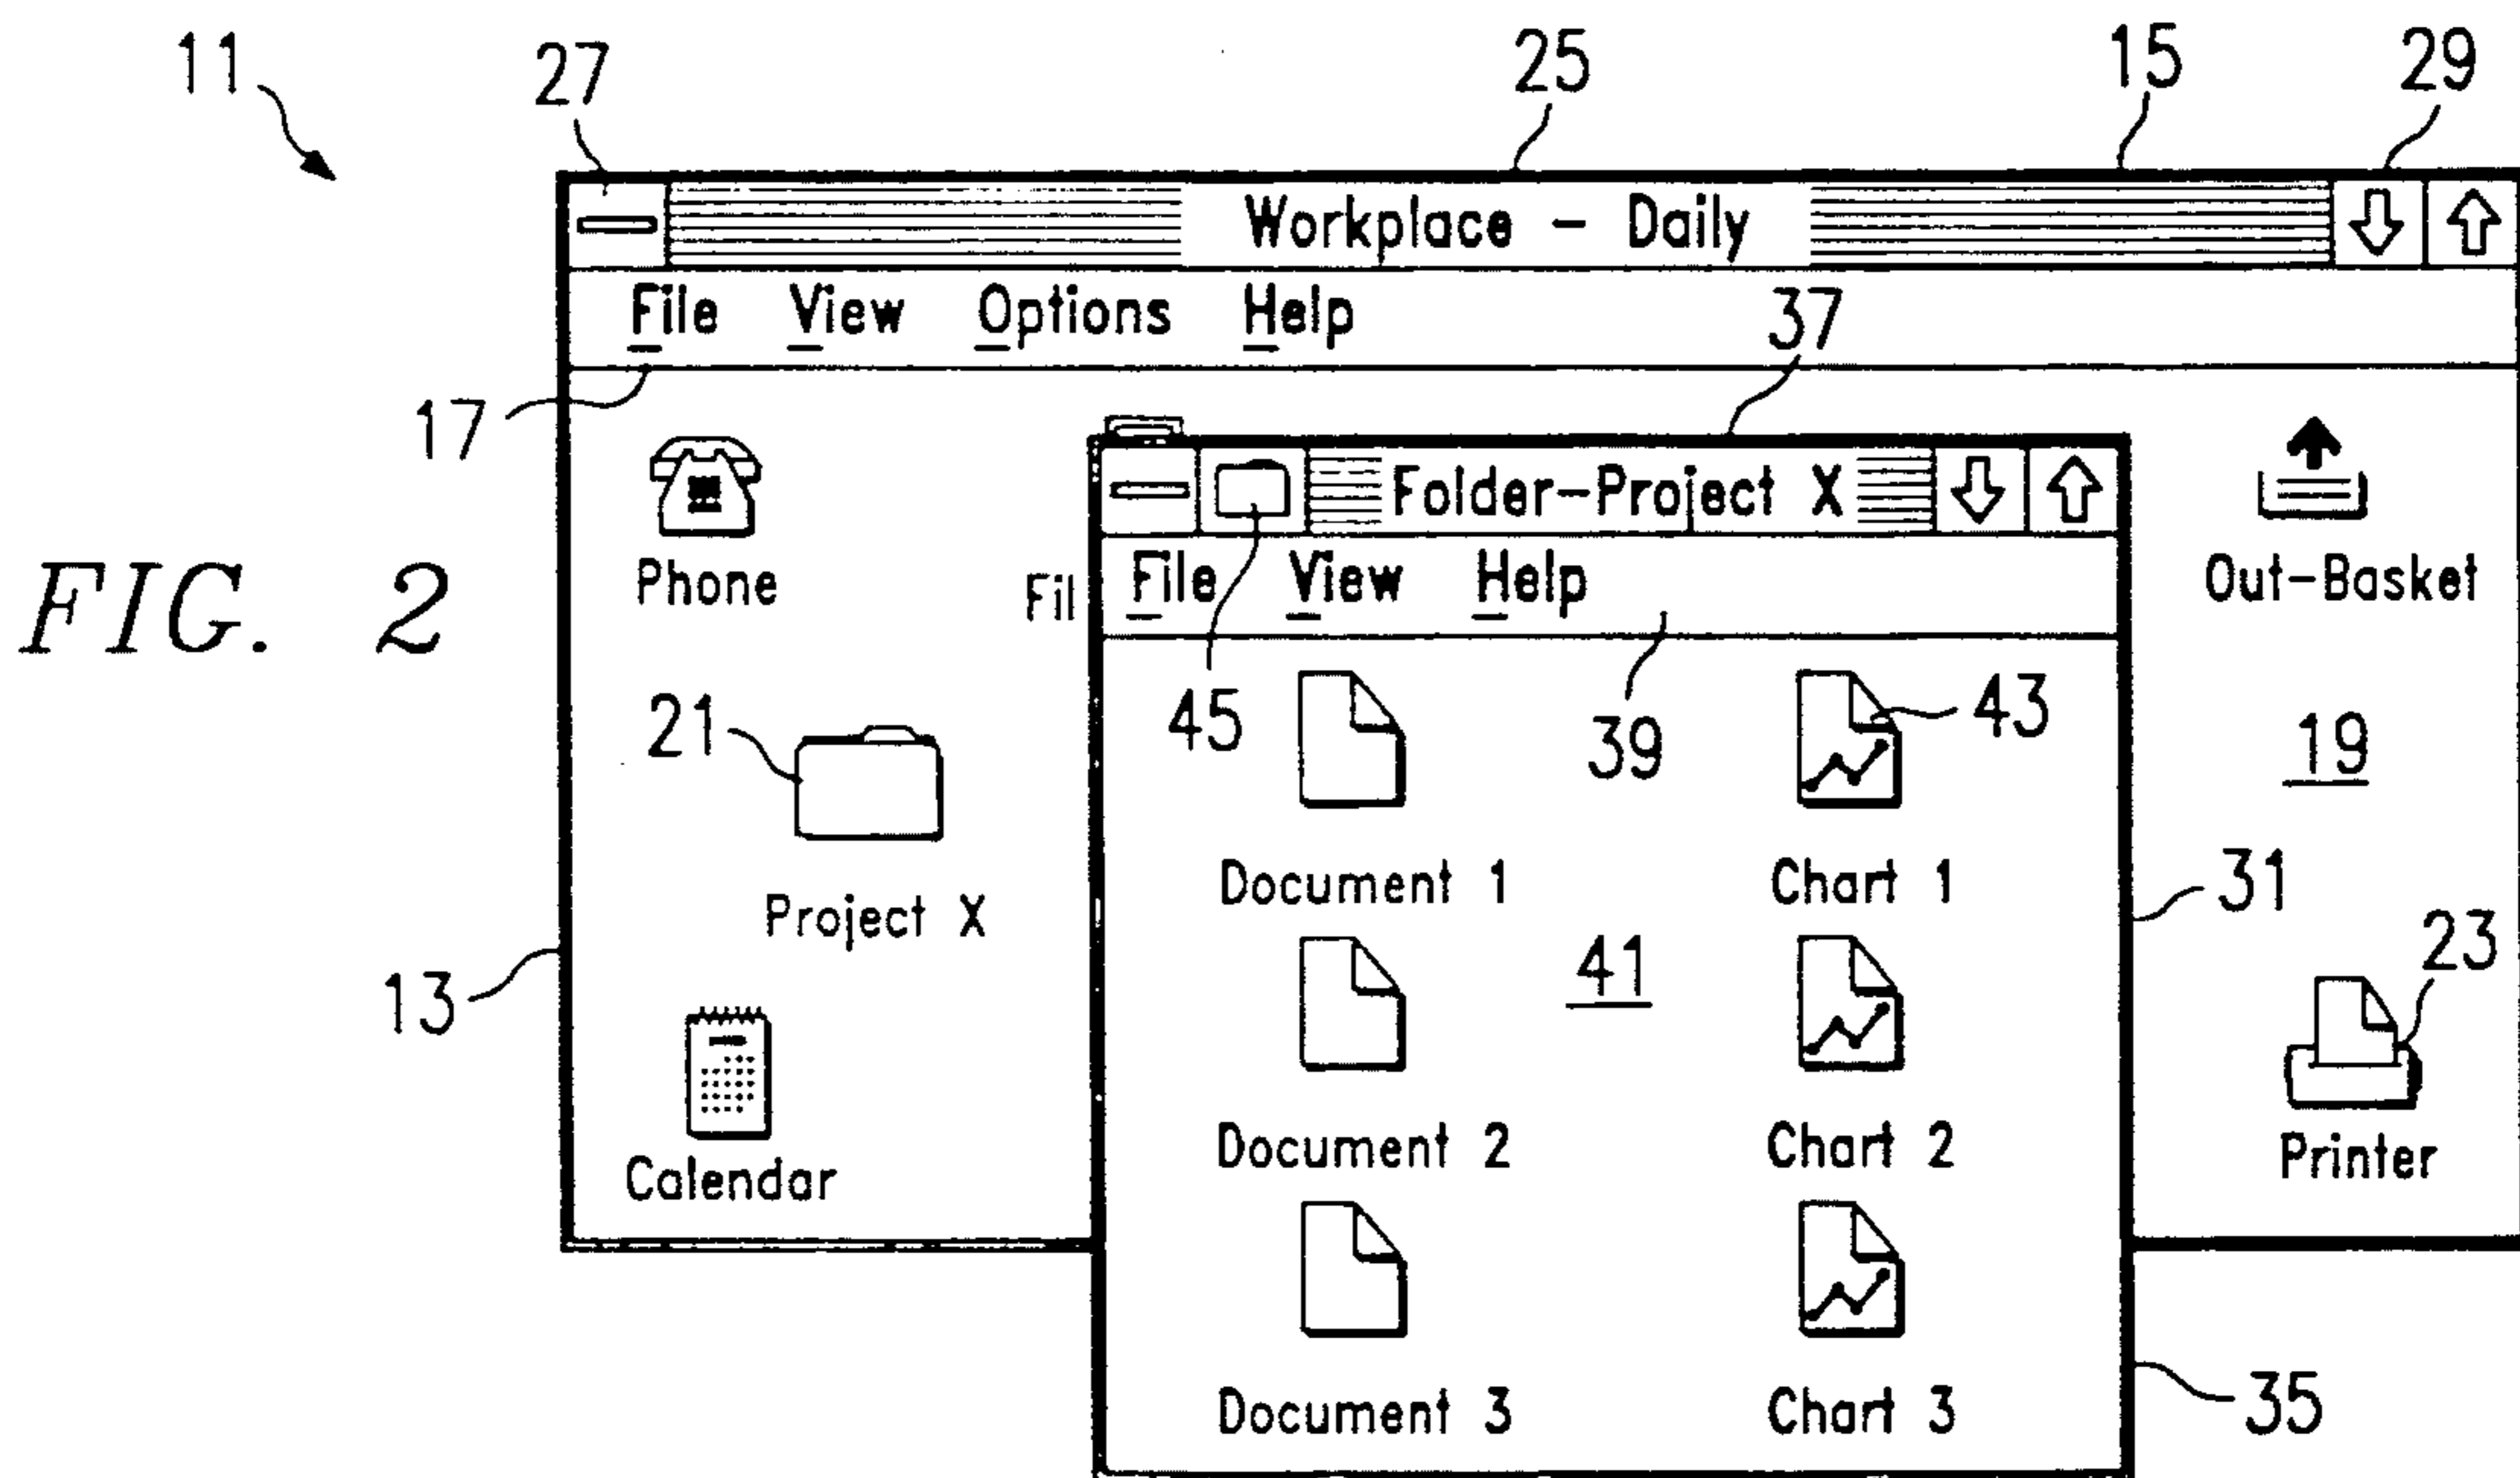 11
27
25
15
29
Workplace - Daily
File View Options Help
37
17
Folder-Project X
Phone
Fil
File View Help
Out-Basket
FIG. 2
21
45
39
43
19
Project X
Document 1
Chart 1
31
41
23
13
Calendar
Document 2
Chart 2
Printer
Document 3
Chart 3
35